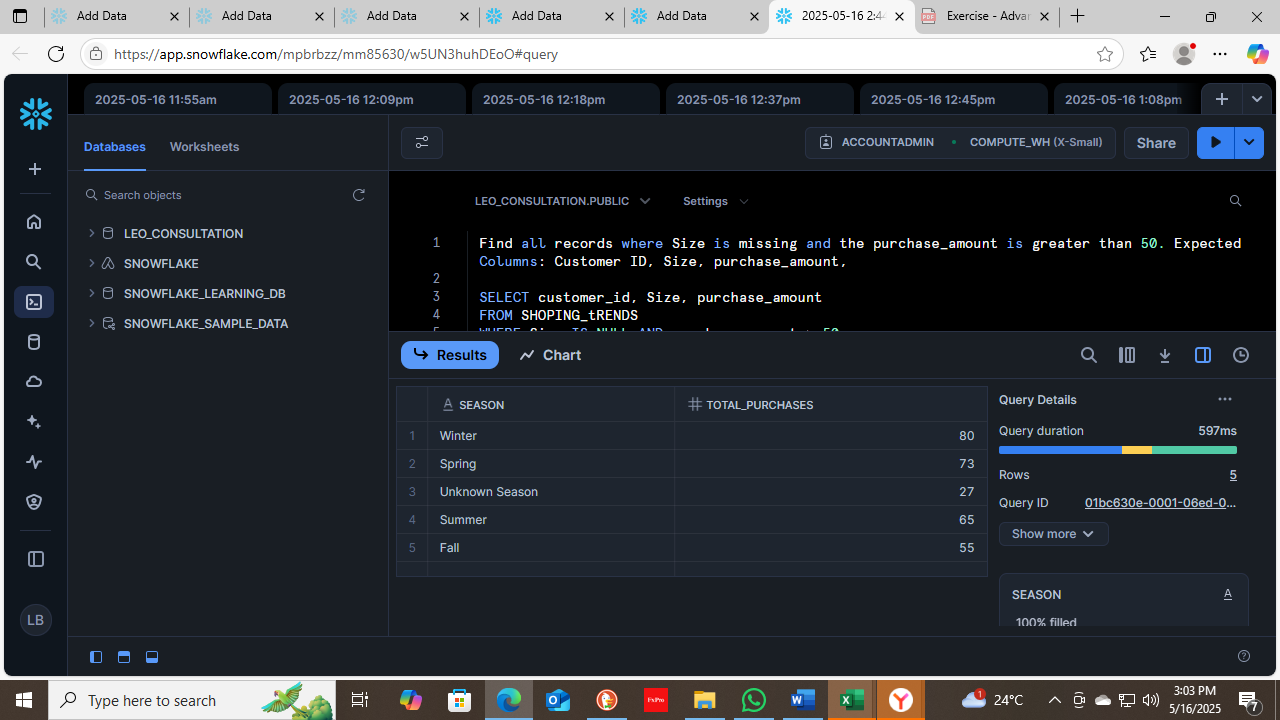 Add Data
Add Data
Add Data
Add Data
Add Data
2025-05-16 2:44
Exercise - Advan
https://app.snowflake.com/mpbrbzz/mm85630/w5UN3huhDEoO#query
2025-05-16 11:55am
2025-05-16 12:09pm
2025-05-16 12:18pm
2025-05-16 12:37pm
2025-05-16 12:45pm
2025-05-16 1:08pm
Databases
Worksheets
ACCOUNTADMIN
COMPUTE_WH (X-Small)
Share
Search objects
LEO_CONSULTATION
SNOWFLAKE
SNOWFLAKE_LEARNING_DB
SNOWFLAKE_SAMPLE_DATA
LB
LEO_CONSULTATION.PUBLIC
Settings
1 Find all records where Size is missing and the purchase_amount is greater than 50. Expected
Columns: Customer ID, Size, purchase_amount,
2
3 SELECT customer_id, Size, purchase_amount
4 FROM SHOPING_tRENDS
Results
Chart
A SEASON # TOTAL_PURCHASES
1 Winter 80
2 Spring 73
3 Unknown Season 27
4 Summer 65
5 Fall 55
Query Details
Query duration 597ms
Rows 5
Query ID 01bc630e-0001-06ed-0...
Show more
SEASON A
100% filled
PDF
Type here to search
FxPro
1
24°C
3:03 PM
5/16/2025
7